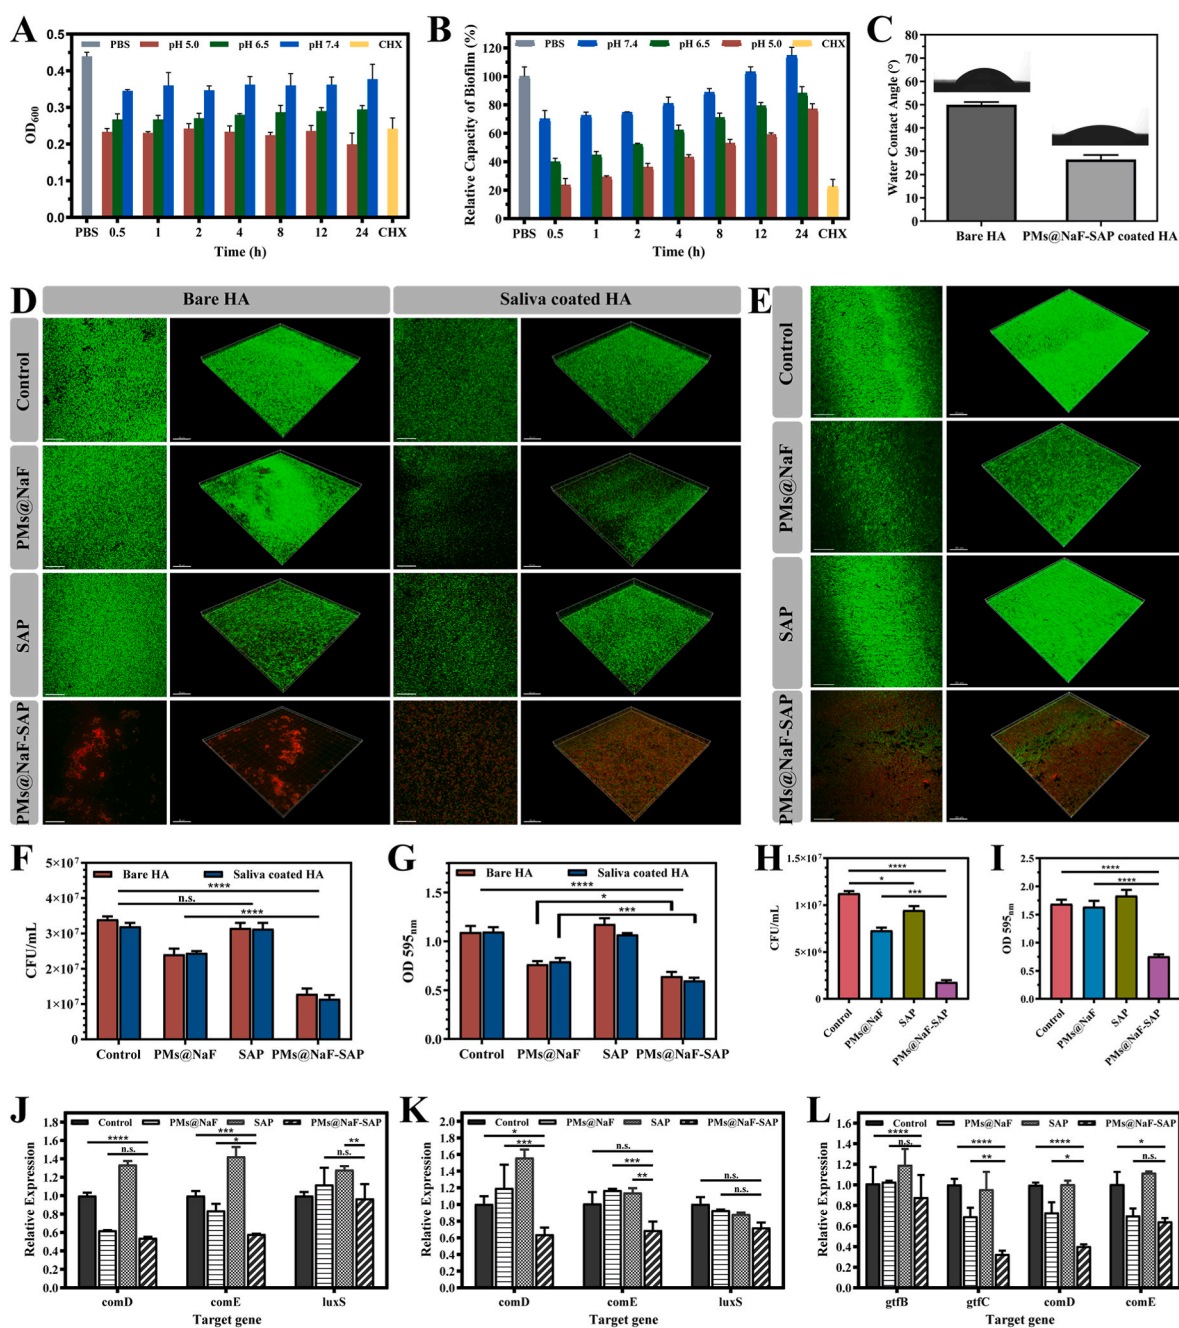 A
PBS pH 5.0 pH 6.5 pH 7.4 CHX
OD600
0.5
0.4
0.3
0.2
0.1
0.0
PBS 0.5 1 2 4 8 12 24 CHX
Time (h)
B
PBS pH 7.4 pH 6.5 pH 5.0 CHX
Relative Capacity of Biofilm (%)
120
100
80
60
40
20
0
PBS 0.5 1 2 4 8 12 24 CHX
Time (h)
C
Water Contact Angle (°)
80
70
60
50
40
30
20
10
0
Bare HA PMs@NaF-SAP coated HA
D
Bare HA Saliva coated HA
Control
PMs@NaF
SAP
PMs@NaF-SAP
E
Control
PMs@NaF
SAP
PMs@NaF-SAP
F
Bare HA Saliva coated HA
CFU/mL
5×10⁷
4×10⁷
3×10⁷
2×10⁷
1×10⁷
0
****
n.s.
****
Control PMs@NaF SAP PMs@NaF-SAP
G
Bare HA Saliva coated HA
OD 595nm
1.5
1.0
0.5
0.0
****
*
***
Control PMs@NaF SAP PMs@NaF-SAP
H
CFU/mL
1.5×10⁷
1×10⁷
5×10⁶
0
****
*
***
Control PMs@NaF SAP PMs@NaF-SAP
I
OD 595nm
2.5
2.0
1.5
1.0
0.5
0.0
****
****
Control PMs@NaF SAP PMs@NaF-SAP
J
Control PMs@NaF SAP PMs@NaF-SAP
Relative Expression
1.8
1.6
1.4
1.2
1.0
0.8
0.6
0.4
0.2
0.0
****
n.s.
***
*
**
n.s.
comD comE luxS
Target gene
K
Control PMs@NaF SAP PMs@NaF-SAP
Relative Expression
2.0
1.8
1.6
1.4
1.2
1.0
0.8
0.6
0.4
0.2
0.0
*
***
n.s.
***
**
n.s.
n.s.
comD comE luxS
Target gene
L
Control PMs@NaF SAP PMs@NaF-SAP
Relative Expression
1.6
1.4
1.2
1.0
0.8
0.6
0.4
0.2
0.0
****
n.s.
****
**
****
*
*
n.s.
gtfB gtfC comD comE
Target gene